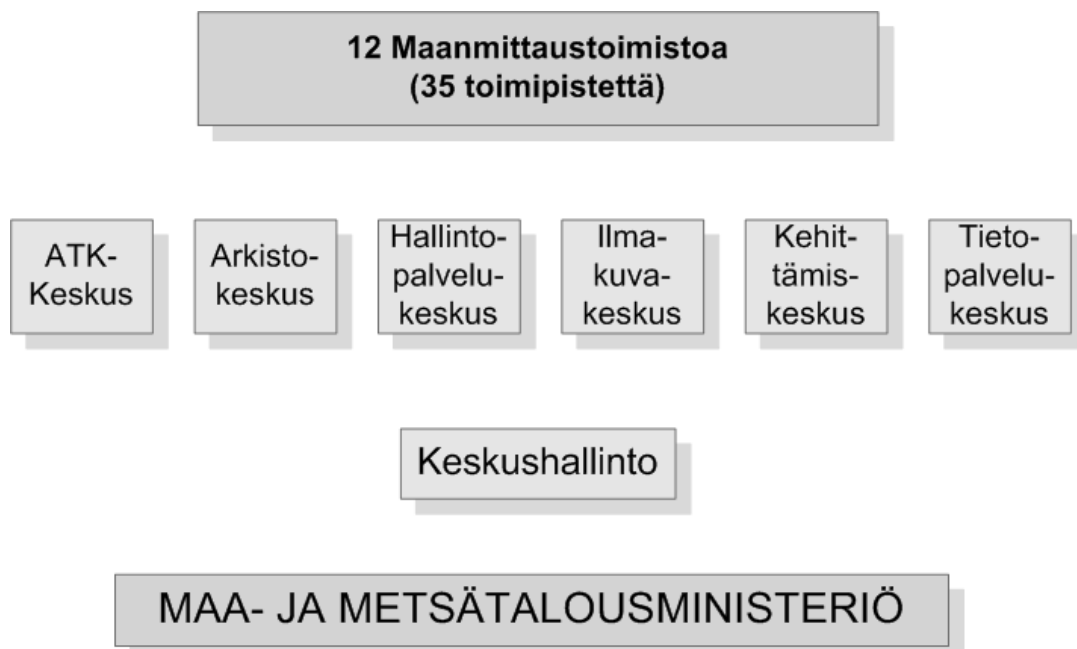 12 Maanmittaustoimistoa
(35 toimipistettä)
ATK-
Keskus
Arkisto-
keskus
Hallinto-
palvelu-
keskus
Ilma-
kuva-
keskus
Kehit-
tämis-
keskus
Tieto-
palvelu-
keskus
Keskushallinto
MAA- JA METSÄTALOUSMINISTERIÖ